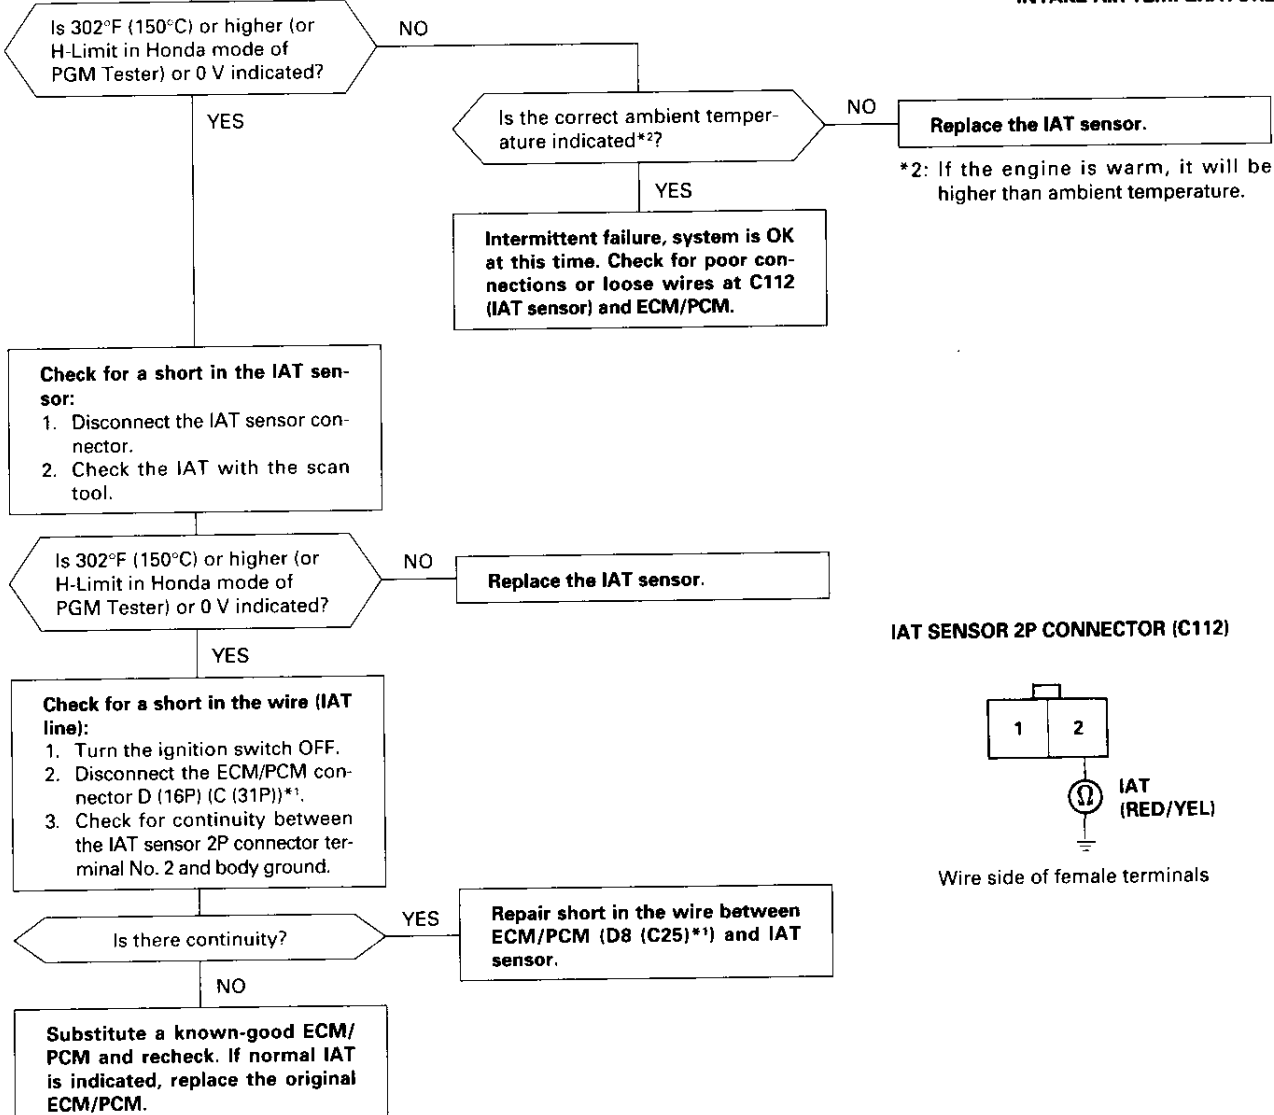 INTAKE AIR TEMPERATURE
Is 302°F (150°C) or higher (or
H-Limit in Honda mode of
PGM Tester) or 0 V indicated?
NO
YES
Is the correct ambient temper-
ature indicated*2?
NO
Replace the IAT sensor.
*2: If the engine is warm, it will be
higher than ambient temperature.
YES
Intermittent failure, system is OK
at this time. Check for poor con-
nections or loose wires at C112
(IAT sensor) and ECM/PCM.
Check for a short in the IAT sen-
sor:
1. Disconnect the IAT sensor con-
nector.
2. Check the IAT with the scan
tool.
Is 302°F (150°C) or higher (or
H-Limit in Honda mode of
PGM Tester) or 0 V indicated?
NO
Replace the IAT sensor.
YES
Check for a short in the wire (IAT
line):
1. Turn the ignition switch OFF.
2. Disconnect the ECM/PCM con-
nector D (16P) (C (31P))*1.
3. Check for continuity between
the IAT sensor 2P connector ter-
minal No. 2 and body ground.
IAT SENSOR 2P CONNECTOR (C112)
1 2
Ω
IAT
(RED/YEL)
Wire side of female terminals
Is there continuity?
YES
Repair short in the wire between
ECM/PCM (D8 (C25)*1) and IAT
sensor.
NO
Substitute a known-good ECM/
PCM and recheck. If normal IAT
is indicated, replace the original
ECM/PCM.